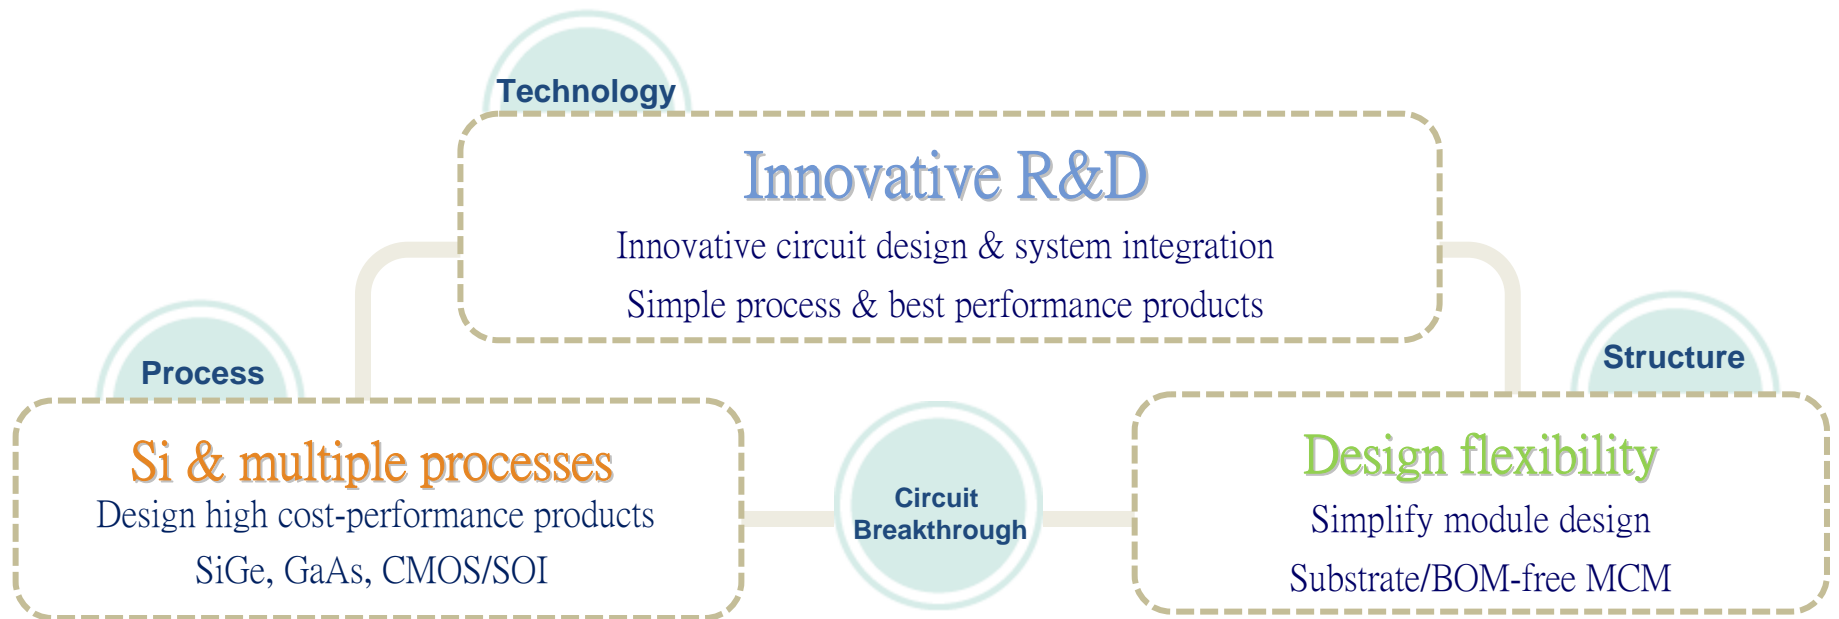 Technology
Innovative R&D
Innovative circuit design & system integration
Simple process & best performance products
Process
Si & multiple processes
Design high cost-performance products
SiGe, GaAs, CMOS/SOI
Circuit
Breakthrough
Structure
Design flexibility
Simplify module design
Substrate/BOM-free MCM